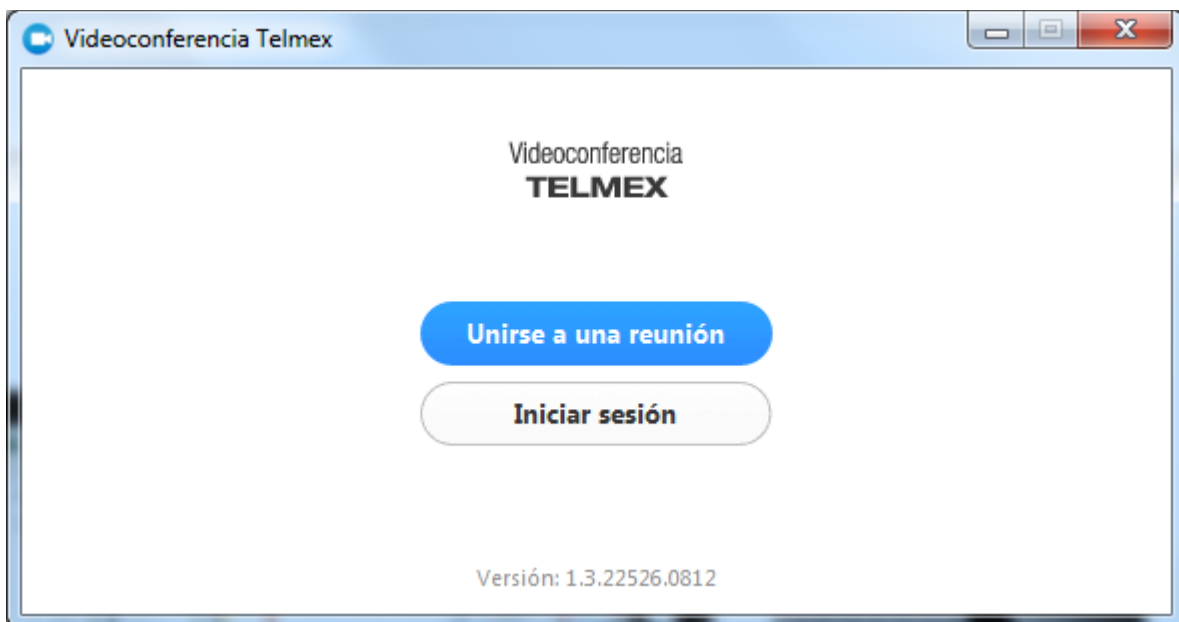 Videoconferencia Telmex
Videoconferencia
TELMEX
Unirse a una reunión
Iniciar sesión
Versión: 1.3.22526.0812